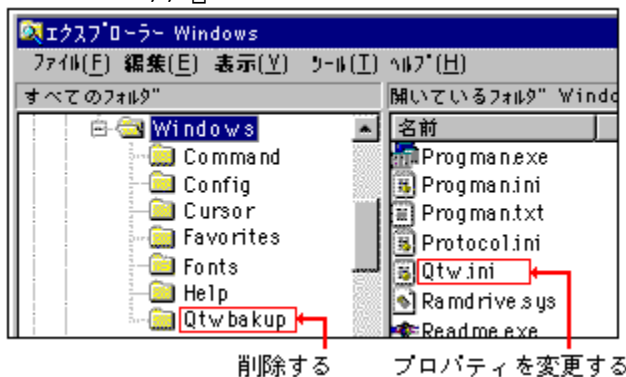 エクスプローラー Windows
ファイル(F) 編集(E) 表示(V) ツール(T) ヘルプ(H)
すべてのフォルダ
開いているフォルダ Windo
Windows
Command
Config
Cursor
Favorites
Fonts
Help
Qtwbakup
名前
Progman.exe
Progman.ini
Progman.txt
Protocol.ini
Qtw.ini
Ramdrive.sys
Readme.exe
削除する
プロパティを変更する